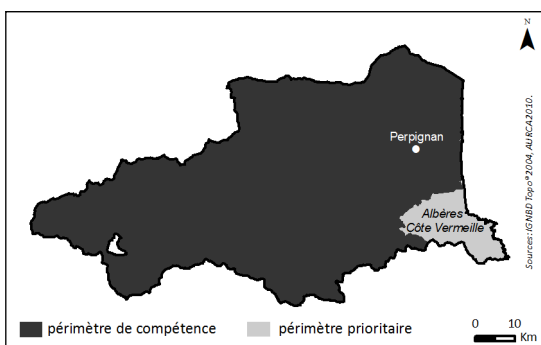 N
Perpignan
Albères
Côte Vermeille
Sources: IGNBD Topo®2004, AURCA2010.
périmètre de compétence
périmètre prioritaire
0 10
Km